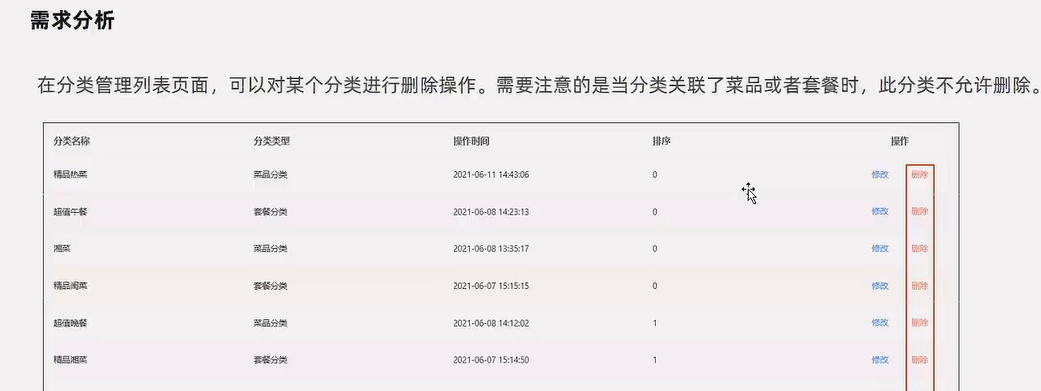 需求分析
在分类管理列表页面，可以对某个分类进行删除操作。需要注意的是当分类关联了菜品或者套餐时，此分类不允许删除。
分类名称 分类类型 操作时间 排序 操作
精品热菜 菜品分类 2021-06-11 14:43:06 0 修改 删除
超值午餐 套餐分类 2021-06-08 14:23:13 0 修改 删除
湘菜 菜品分类 2021-06-08 13:35:17 0 修改 删除
精品闽菜 套餐分类 2021-06-07 15:15:15 0 修改 删除
超值晚餐 菜品分类 2021-06-08 14:12:02 1 修改 删除
精品湘菜 套餐分类 2021-06-07 15:14:50 1 修改 删除